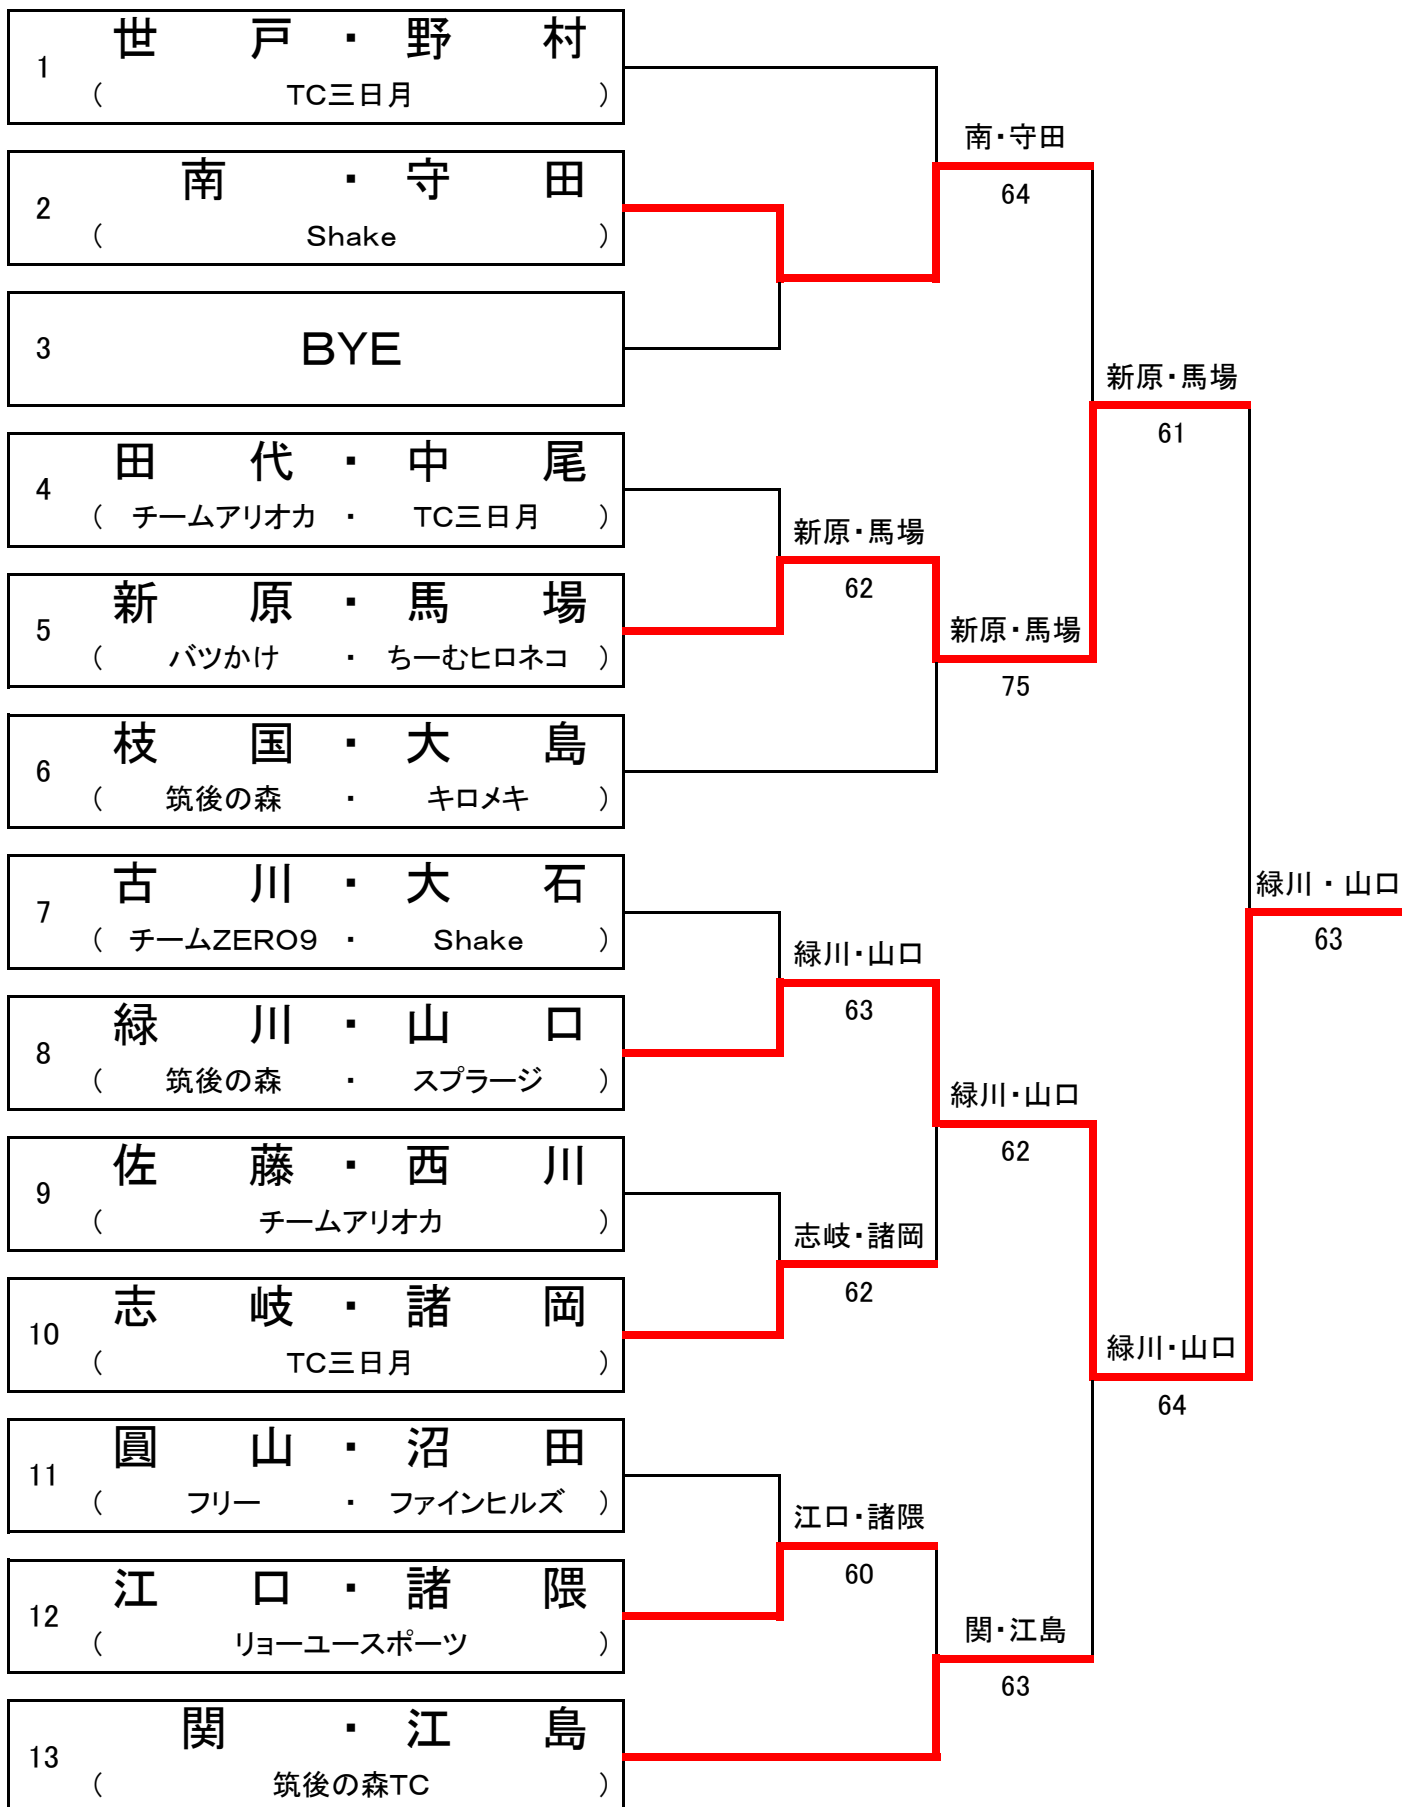 1
世戸・野村
( TC三日月 )
2
南・守田
( Shake )
3
BYE
4
田代・中尾
( チームアリオカ ・ TC三日月 )
5
新原・馬場
( バツかけ ・ ちーむヒロネコ )
6
枝国・大島
( 筑後の森 ・ キロメキ )
7
古川・大石
( チームZERO9 ・ Shake )
8
緑川・山口
( 筑後の森 ・ スプラージ )
9
佐藤・西川
( チームアリオカ )
10
志岐・諸岡
( TC三日月 )
11
圓山・沼田
( フリー ・ ファインヒルズ )
12
江口・諸隈
( リョーユースポーツ )
13
関・江島
( 筑後の森TC )
新原・馬場
62
緑川・山口
63
志岐・諸岡
62
江口・諸隈
60
南・守田
64
新原・馬場
75
緑川・山口
62
関・江島
63
新原・馬場
61
緑川・山口
64
緑川・山口
63